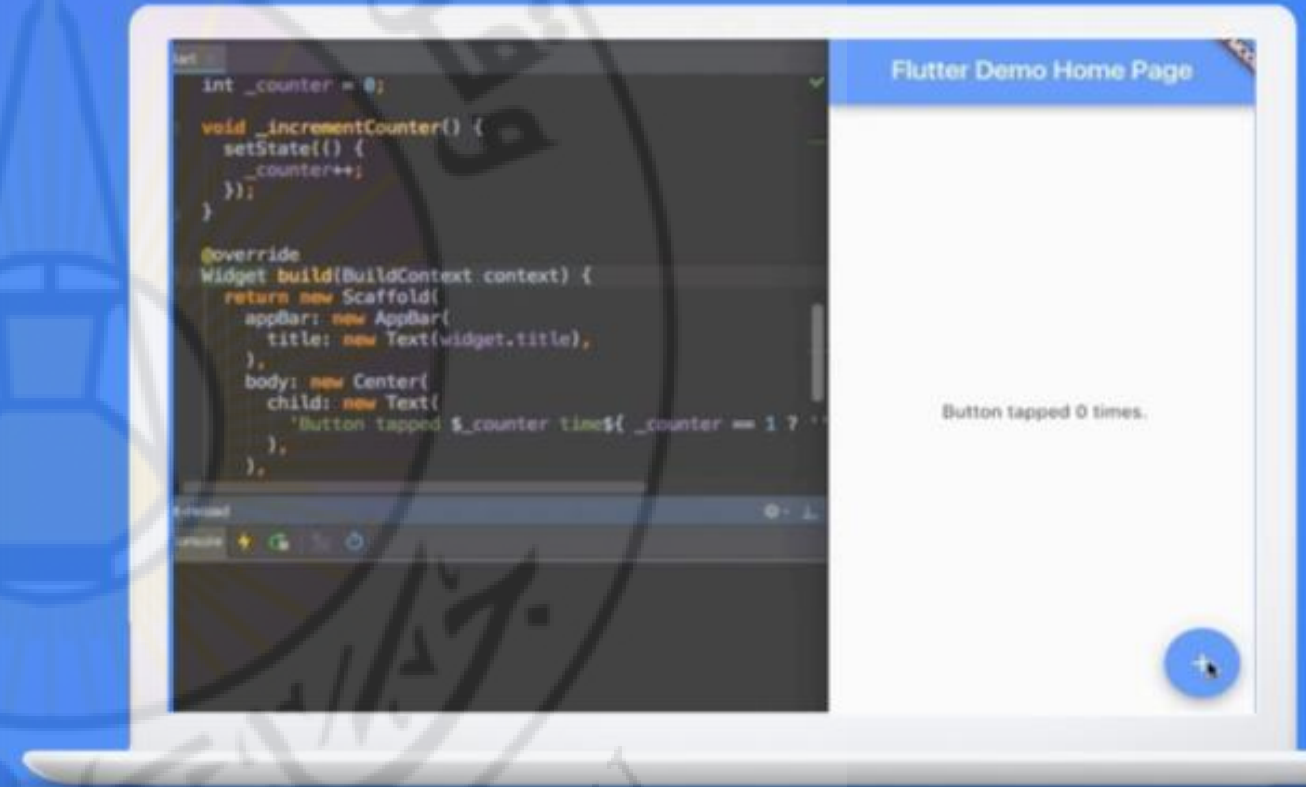 int _counter = 0;
void _incrementCounter() {
setState(() {
_counter++;
});
}
@override
Widget build(BuildContext context) {
return new Scaffold(
appBar: new AppBar(
title: new Text(widget.title),
),
body: new Center(
child: new Text(
'Button tapped $_counter time${ _counter == 1 ? ''
),
),
Flutter Demo Home Page
Button tapped 0 times.
+